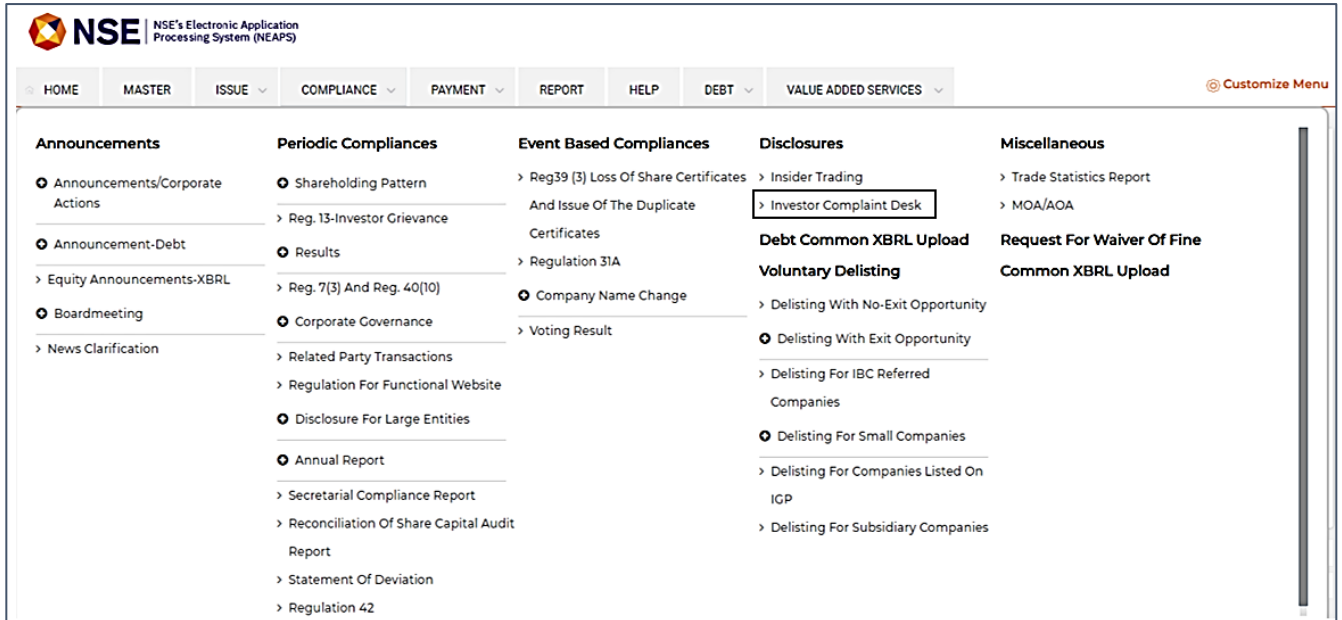 NSE
NSE's Electronic Application
Processing System (NEAPS)
HOME
MASTER
ISSUE
COMPLIANCE
PAYMENT
REPORT
HELP
DEBT
VALUE ADDED SERVICES
Customize Menu
Announcements
Announcements/Corporate
Actions
Announcement-Debt
Equity Announcements-XBRL
Boardmeeting
News Clarification
Periodic Compliances
Shareholding Pattern
Reg. 13-Investor Grievance
Results
Reg. 7(3) And Reg. 40(10)
Corporate Governance
Related Party Transactions
Regulation For Functional Website
Disclosure For Large Entities
Annual Report
Secretarial Compliance Report
Reconciliation Of Share Capital Audit
Report
Statement Of Deviation
Regulation 42
Event Based Compliances
Reg39 (3) Loss Of Share Certificates
And Issue Of The Duplicate
Certificates
Regulation 31A
Company Name Change
Voting Result
Disclosures
Insider Trading
Investor Complaint Desk
Debt Common XBRL Upload
Voluntary Delisting
Delisting With No-Exit Opportunity
Delisting With Exit Opportunity
Delisting For IBC Referred
Companies
Delisting For Small Companies
Delisting For Companies Listed On
IGP
Delisting For Subsidiary Companies
Miscellaneous
Trade Statistics Report
MOA/AOA
Request For Waiver Of Fine
Common XBRL Upload